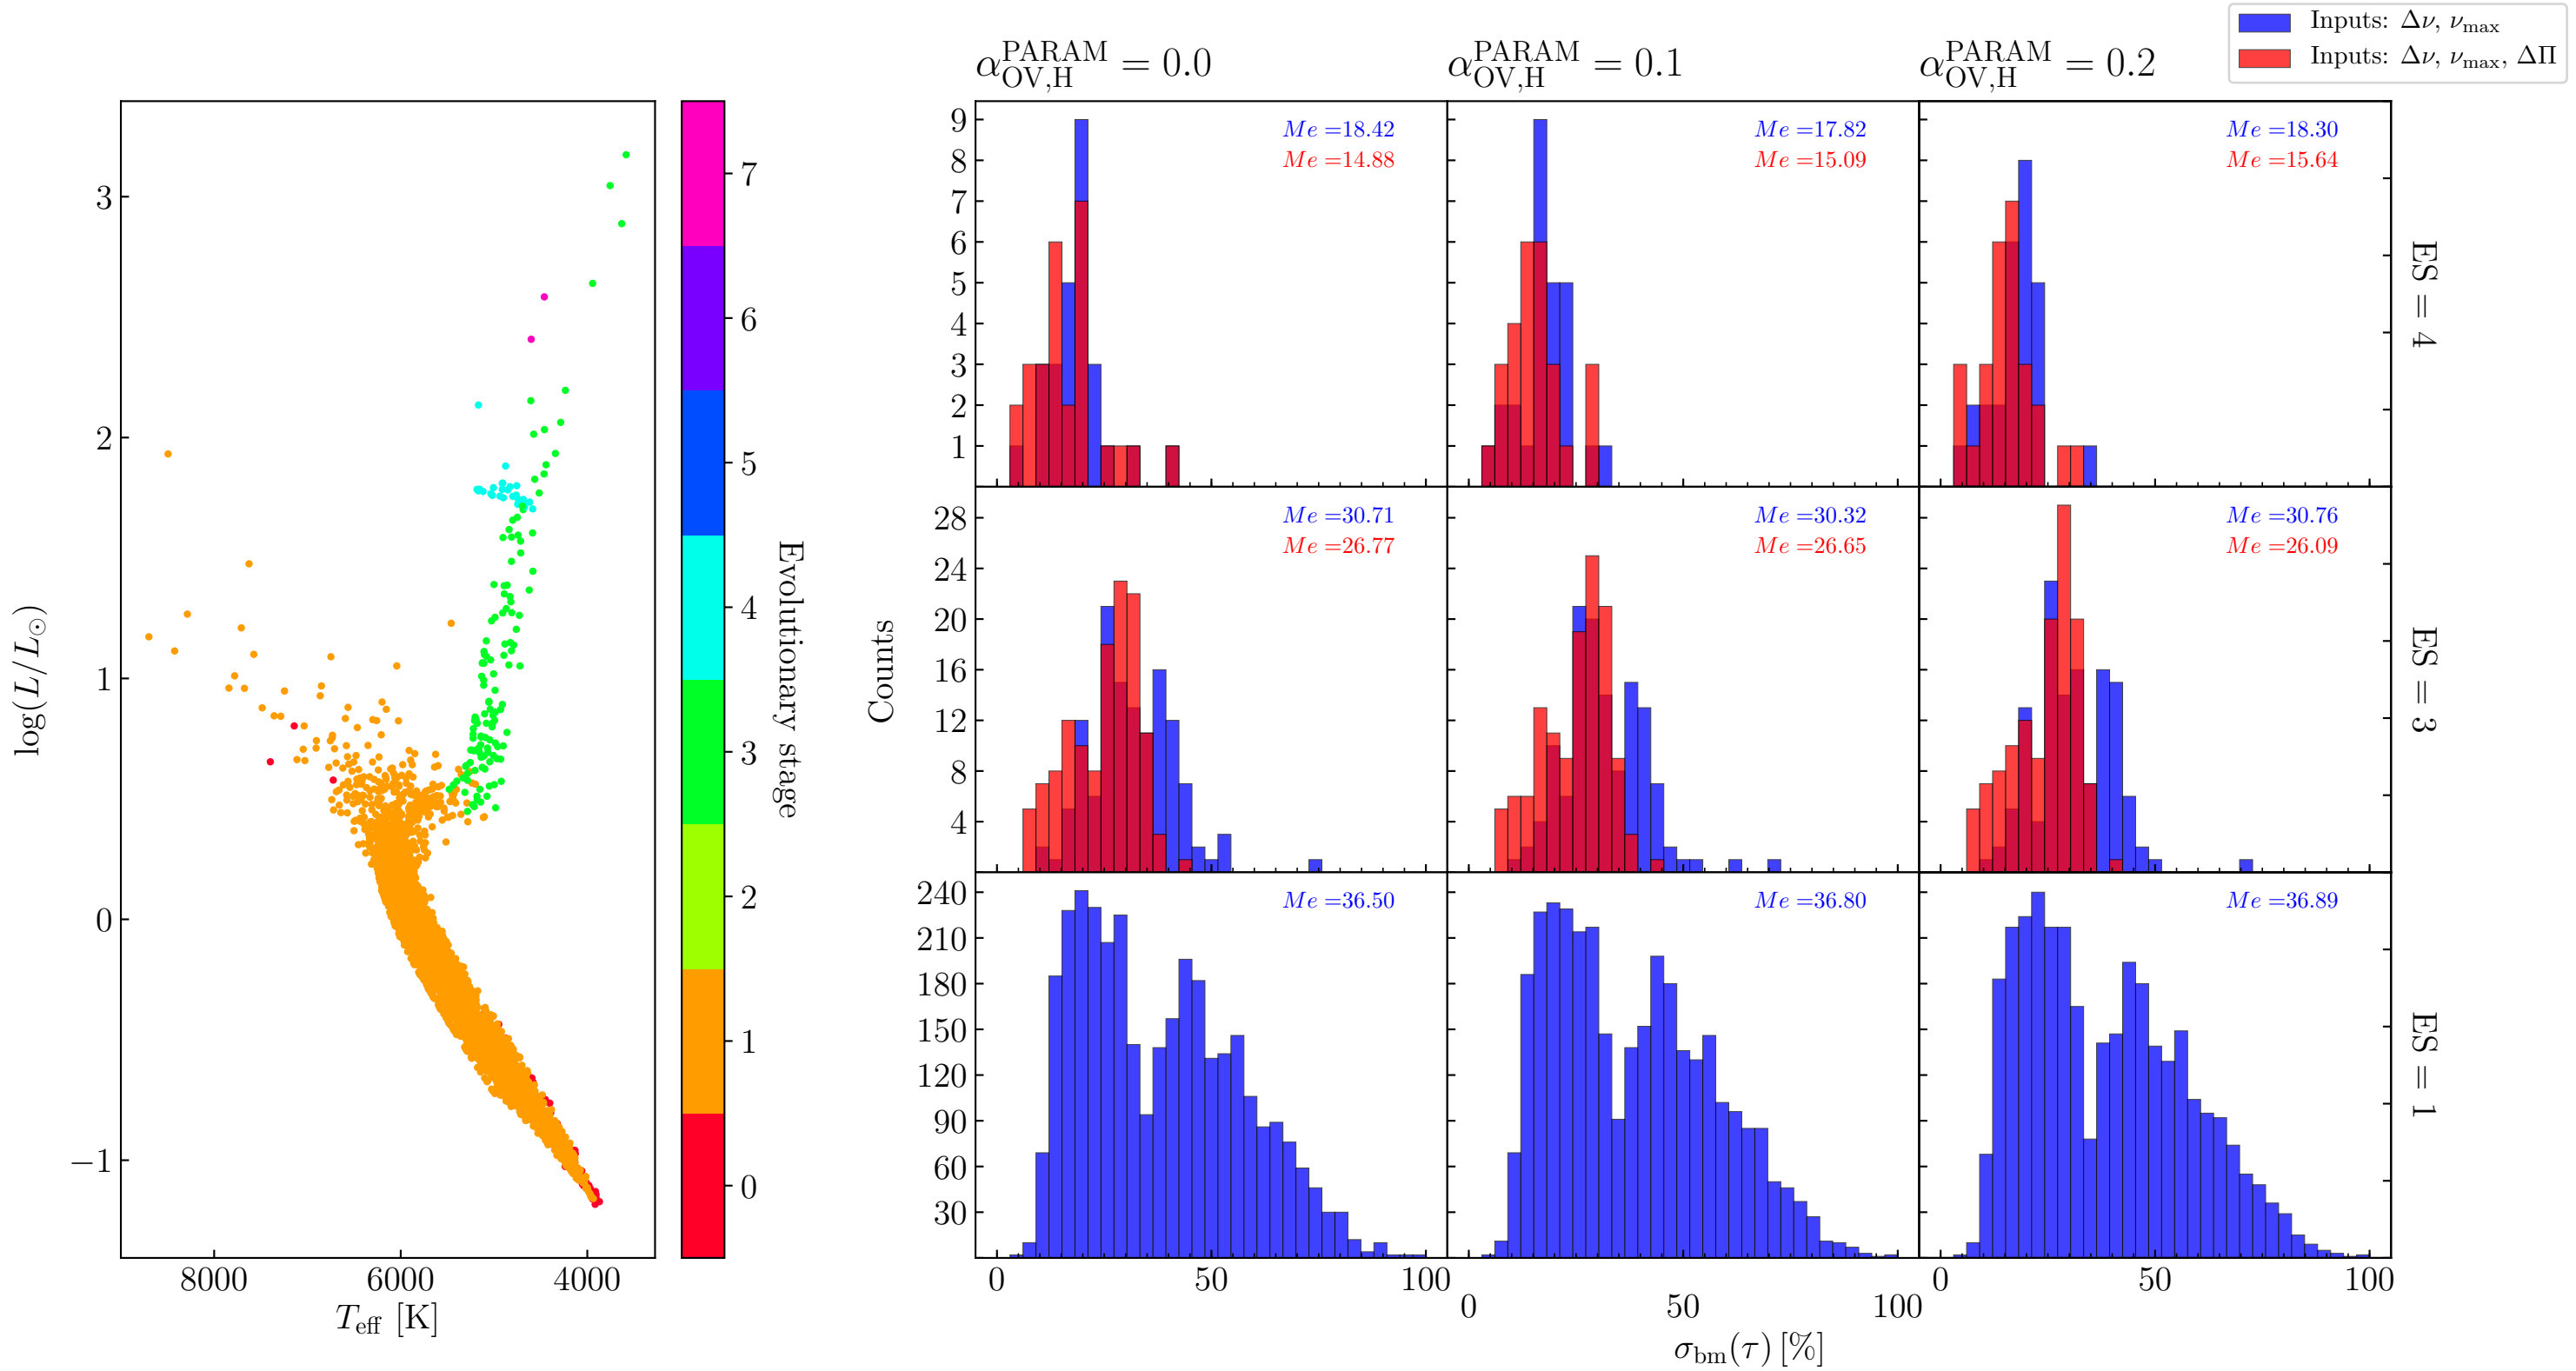 Inputs: Δν, ν_max
Inputs: Δν, ν_max, ΔΠ
α_OV,H^PARAM = 0.0
α_OV,H^PARAM = 0.1
α_OV,H^PARAM = 0.2
3
2
1
0
−1
log(L/L⊙)
8000 6000 4000
T_eff [K]
7
6
5
4
3
2
1
0
Evolutionary stage
Counts
9
8
7
6
5
4
3
2
1
Me =18.42
Me =14.88
Me =17.82
Me =15.09
Me =18.30
Me =15.64
ES = 4
28
24
20
16
12
8
4
Me =30.71
Me =26.77
Me =30.32
Me =26.65
Me =30.76
Me =26.09
ES = 3
240
210
180
150
120
90
60
30
Me =36.50
Me =36.80
Me =36.89
ES = 1
0 50 100
0 50 100
0 50 100
σ_bm(τ) [%]